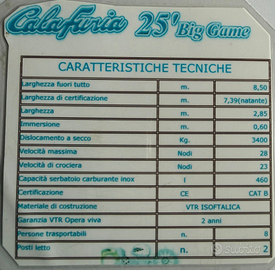 Calafuria 25' Big Game
CARATTERISTICHE TECNICHE
Larghezza fuori tutto m. 8,50
Larghezza di certificazione m. 7,39(natante)
Larghezza m. 2,85
Immersione m. 0,60
Dislocamento a secco Kg. 3400
Velocità massima Nodi 28
Velocità di crociera Nodi 23
Capacità serbatoio carburante inox l 460
Certificazione CE CAT B
Materiale di costruzione VTR ISOFTALICA
Garanzia VTR Opera viva 2 anni
Persone trasportabili n. 8
Posti letto n. 2